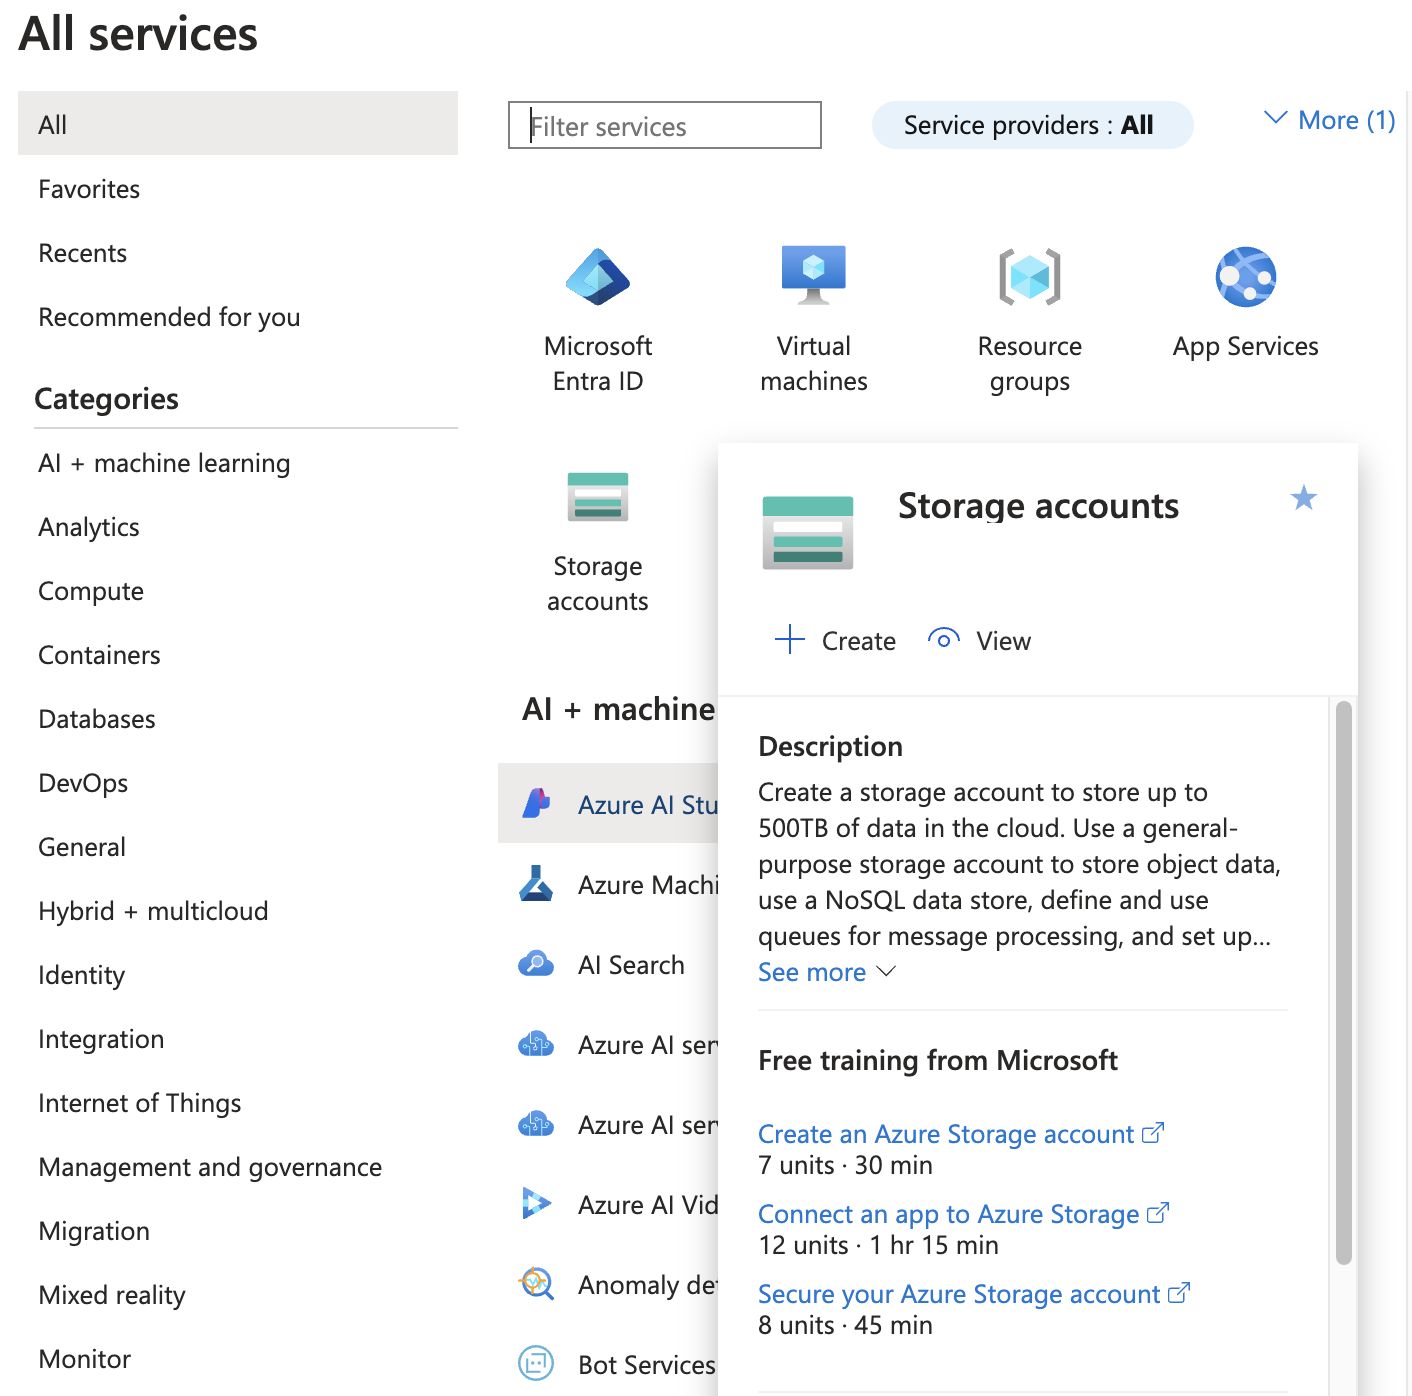 All services
All
Favorites
Recents
Recommended for you
Categories
AI + machine learning
Analytics
Compute
Containers
Databases
DevOps
General
Hybrid + multicloud
Identity
Integration
Internet of Things
Management and governance
Migration
Mixed reality
Monitor
Filter services
Service providers : All
More (1)
Microsoft
Entra ID
Virtual
machines
Resource
groups
App Services
Storage
accounts
AI + machine
Azure AI Stu
Azure Machi
AI Search
Azure AI ser
Azure AI ser
Azure AI Vid
Anomaly de
Bot Services
Storage accounts
Create
View
Description
Create a storage account to store up to
500TB of data in the cloud. Use a general-
purpose storage account to store object data,
use a NoSQL data store, define and use
queues for message processing, and set up...
See more
Free training from Microsoft
Create an Azure Storage account
7 units · 30 min
Connect an app to Azure Storage
12 units · 1 hr 15 min
Secure your Azure Storage account
8 units · 45 min